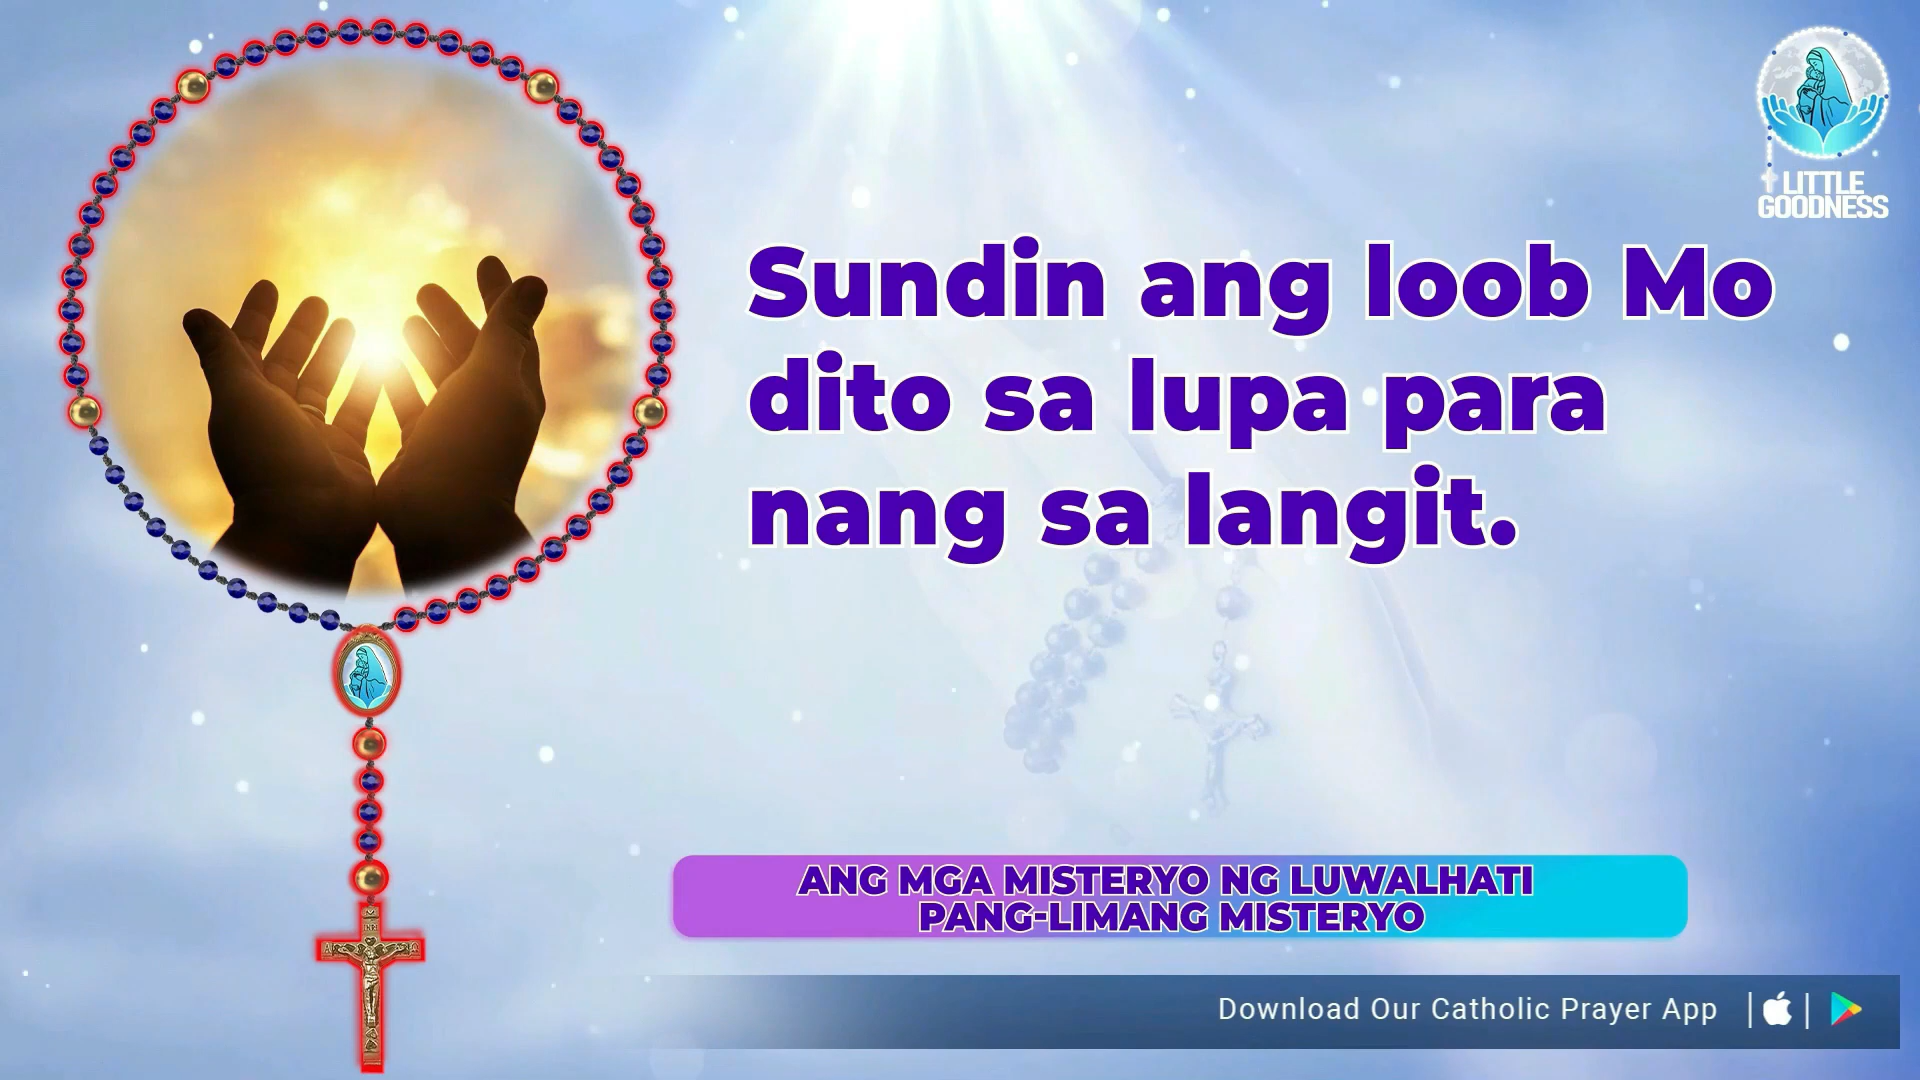 LITTLE
GOODNESS
Sundin ang loob Mo
dito sa lupa para
nang sa langit.
ANG MGA MISTERYO NG LUWALHATI
PANG-LIMANG MISTERYO
Download Our Catholic Prayer App
INRI